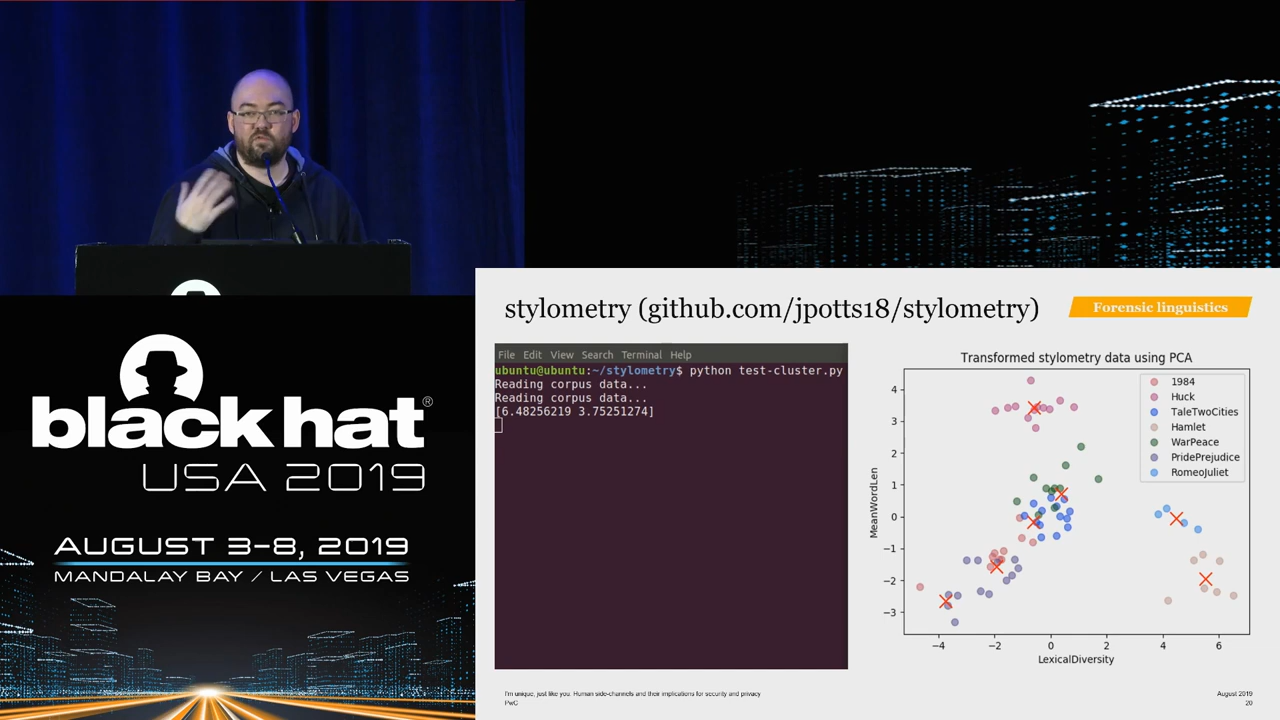 stylometry (github.com/jpotts18/stylometry)
Forensic linguistics
File Edit View Search Terminal Help
ubuntu@ubuntu:~/stylometry$ python test-cluster.py
Reading corpus data...
Reading corpus data...
[6.48256219 3.75251274]
Transformed stylometry data using PCA
4
3
2
1
0
−1
−2
−3
MeanWordLen
1984
Huck
TaleTwoCities
Hamlet
WarPeace
PridePrejudice
RomeoJuliet
−4 −2 0 2 4 6
LexicalDiversity
I'm unique, just like you. Human side-channels and their implications for security and privacy
PwC
August 2019
20
black hat®
USA 2019
AUGUST 3-8, 2019
MANDALAY BAY / LAS VEGAS